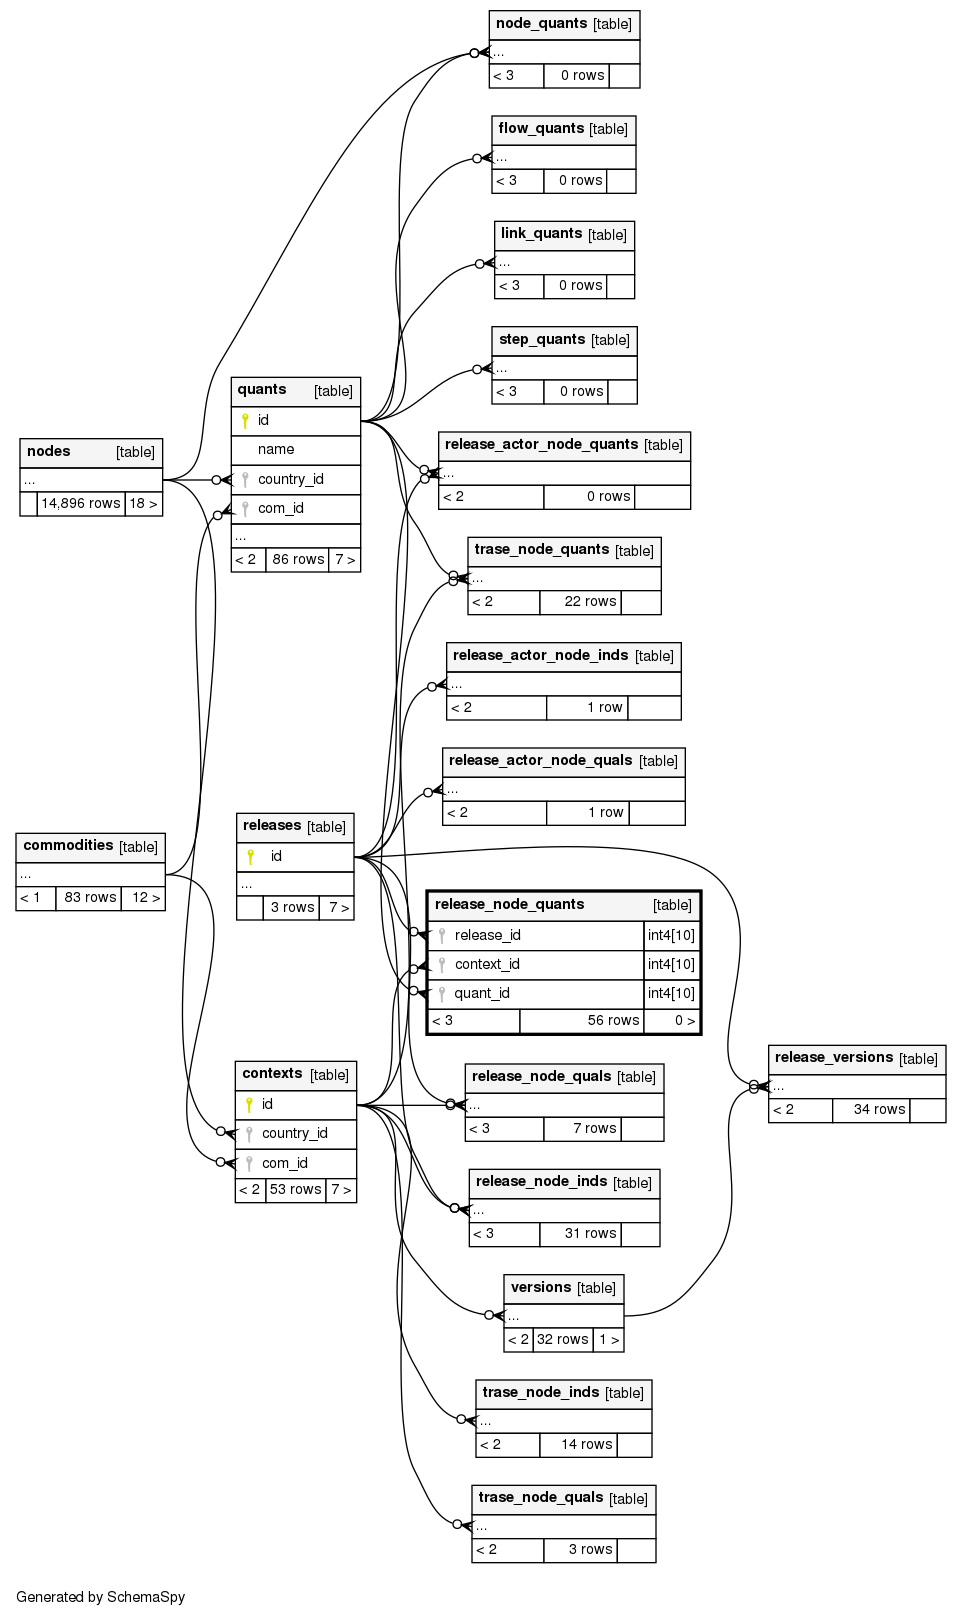 node_quants [table]
...
< 3 0 rows
flow_quants [table]
...
< 3 0 rows
link_quants [table]
...
< 3 0 rows
step_quants [table]
...
< 3 0 rows
quants [table]
id
name
country_id
com_id
...
< 2 86 rows 7 >
nodes [table]
...
14,896 rows 18 >
release_actor_node_quants [table]
...
< 2 0 rows
trase_node_quants [table]
...
< 2 22 rows
release_actor_node_inds [table]
...
< 2 1 row
release_actor_node_quals [table]
...
< 2 1 row
releases [table]
id
...
3 rows 7 >
commodities [table]
...
< 1 83 rows 12 >
release_node_quants [table]
release_id int4[10]
context_id int4[10]
quant_id int4[10]
< 3 56 rows 0 >
contexts [table]
id
country_id
com_id
< 2 53 rows 7 >
release_node_quals [table]
...
< 3 7 rows
release_versions [table]
...
< 2 34 rows
release_node_inds [table]
...
< 3 31 rows
versions [table]
...
< 2 32 rows 1 >
trase_node_inds [table]
...
< 2 14 rows
trase_node_quals [table]
...
< 2 3 rows
Generated by SchemaSpy